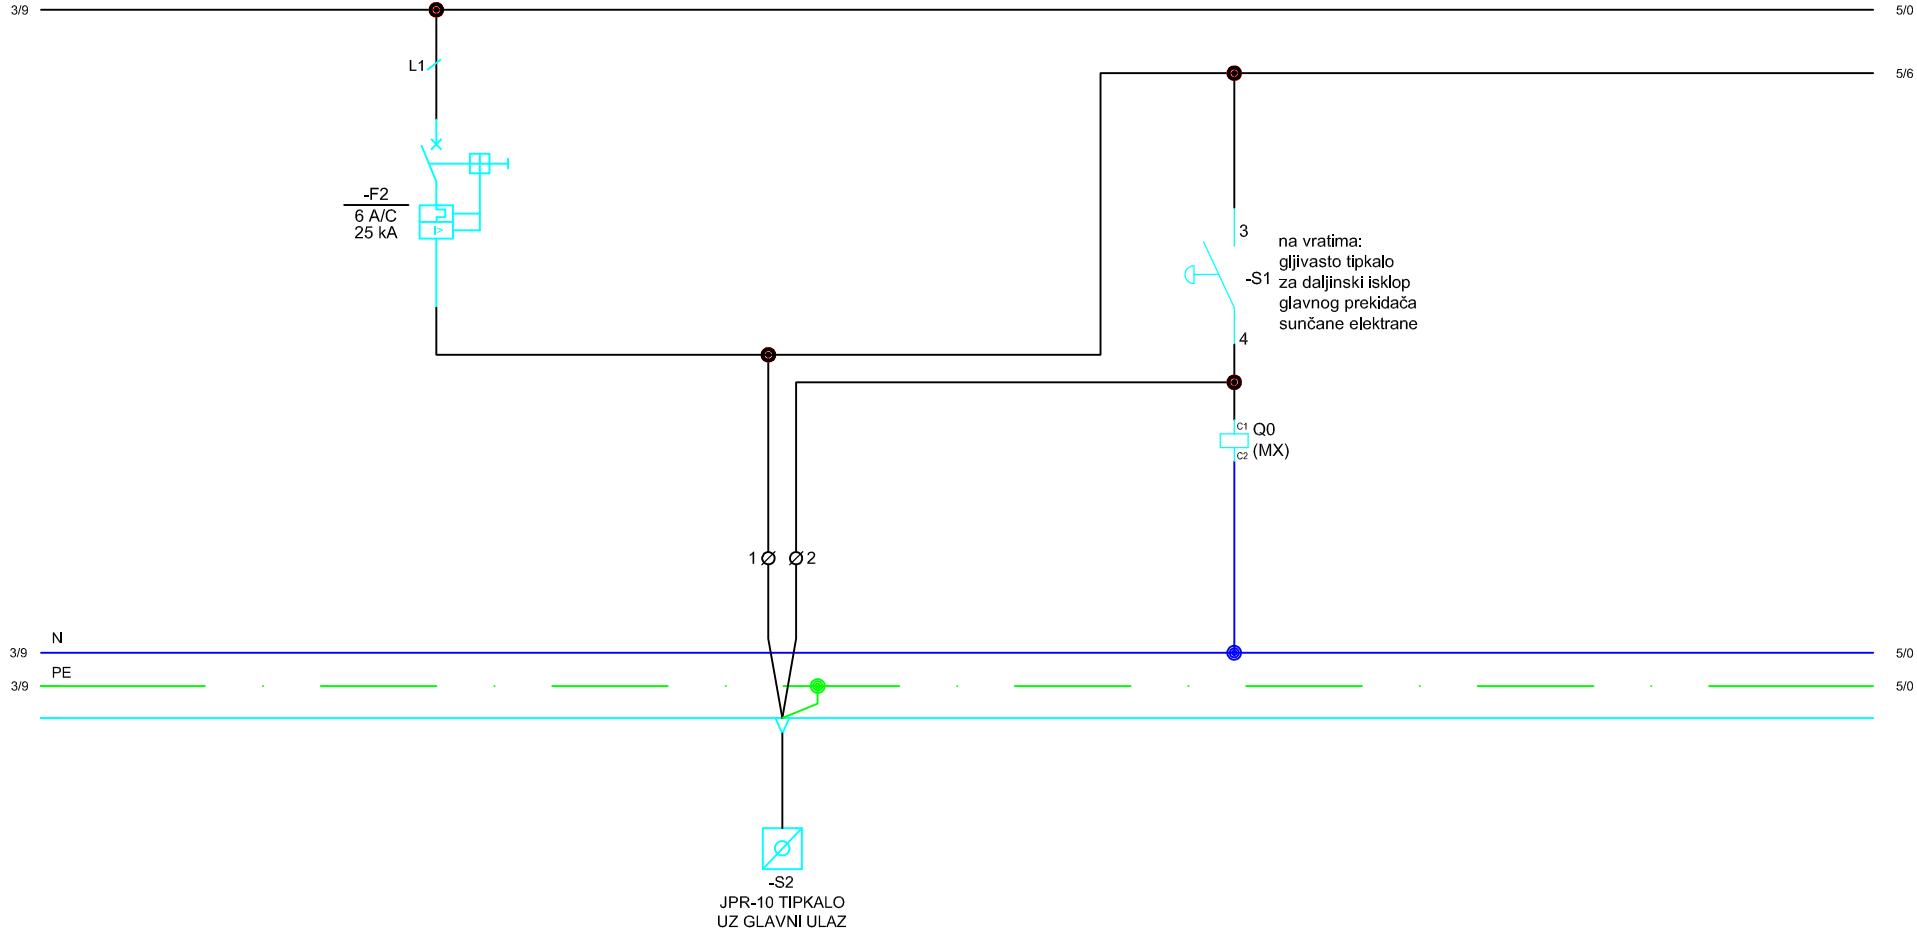 3/9
5/0
L1
5/6
-F2
6 A/C
25 kA
3
-S1
4
na vratima:
gljivasto tipkalo
za daljinski isklop
glavnog prekidača
sunčane elektrane
C1
Q0
C2
(MX)
1
2
N
3/9
5/0
PE
3/9
5/0
-S2
JPR-10 TIPKALO
UZ GLAVNI ULAZ